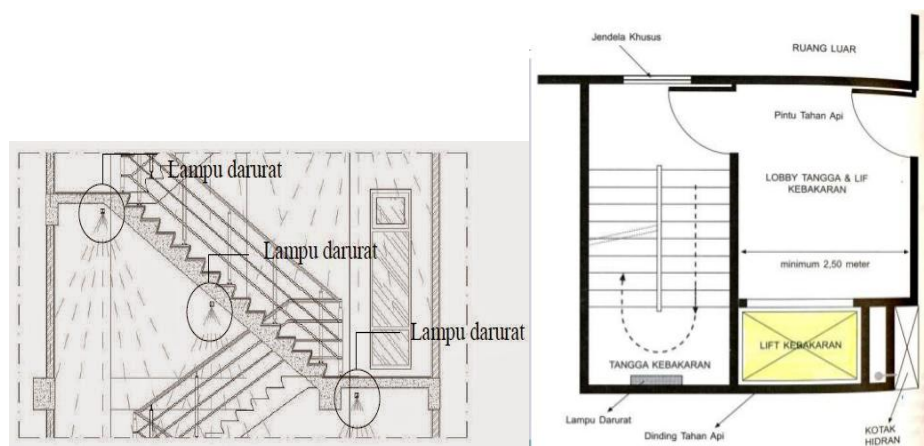 Lampu darurat
Lampu darurat
Lampu darurat
Jendela Khusus
RUANG LUAR
Pintu Tahan Api
LOBBY TANGGA & LIF
KEBAKARAN
minimum 2,50 meter
LIFT KEBAKARAN
TANGGA KEBAKARAN
Lampu Darurat
Dinding Tahan Api
KOTAK
HIDRAN